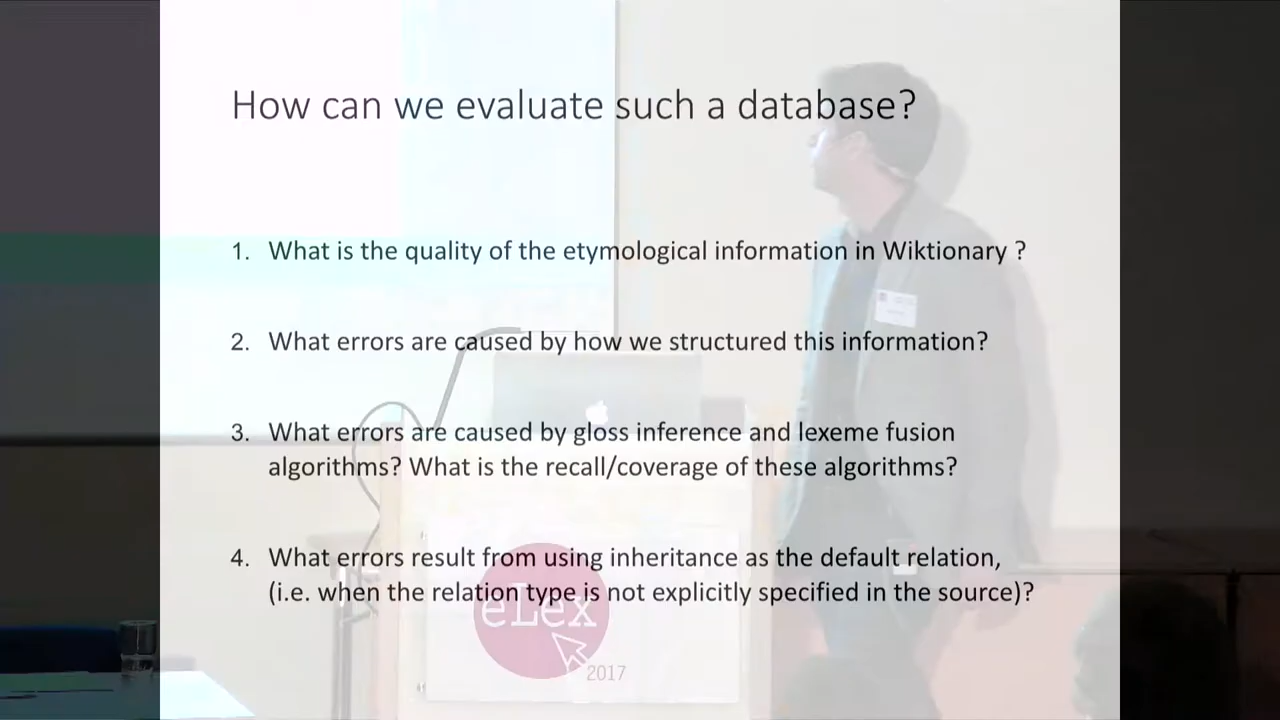 How can we evaluate such a database?
1. What is the quality of the etymological information in Wiktionary ?
2. What errors are caused by how we structured this information?
3. What errors are caused by gloss inference and lexeme fusion
algorithms? What is the recall/coverage of these algorithms?
4. What errors result from using inheritance as the default relation,
(i.e. when the relation type is not explicitly specified in the source)?
eLex
2017